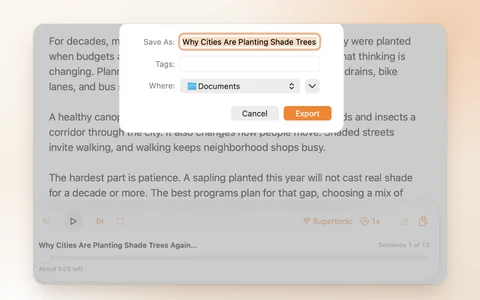 Save As: Why Cities Are Planting Shade Trees
Tags:
Where: Documents
Cancel Export
For decades, m y were planted
when budgets a hat thinking is
changing. Plann drains, bike
lanes, and bus
A healthy canop ds and insects a
corridor through the city. It also changes how people move. Shaded streets
invite walking, and walking keeps neighborhood shops busy.
The hardest part is patience. A sapling planted this year will not cast real shade
for a decade or more. The best programs plan for that gap, choosing a mix of
Supertonic 1x
Why Cities Are Planting Shade Trees Again... Sentence 1 of 13
About 1:05 left